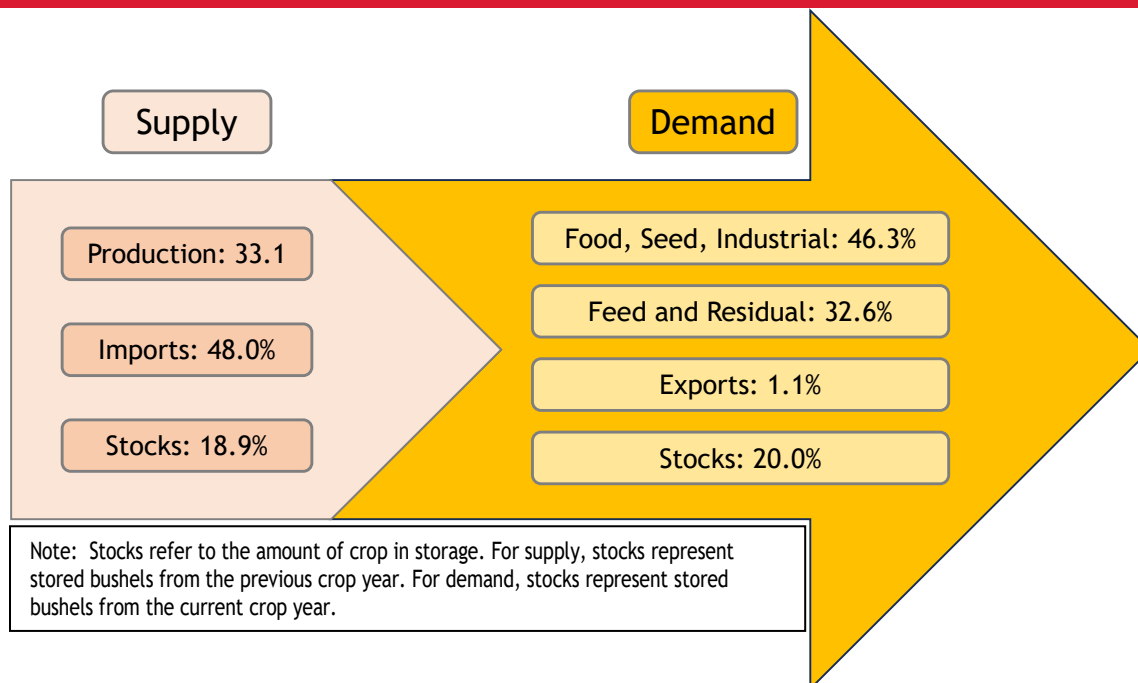 Supply
Demand
Production: 33.1
Imports: 48.0%
Stocks: 18.9%
Food, Seed, Industrial: 46.3%
Feed and Residual: 32.6%
Exports: 1.1%
Stocks: 20.0%
Note: Stocks refer to the amount of crop in storage. For supply, stocks represent
stored bushels from the previous crop year. For demand, stocks represent stored
bushels from the current crop year.